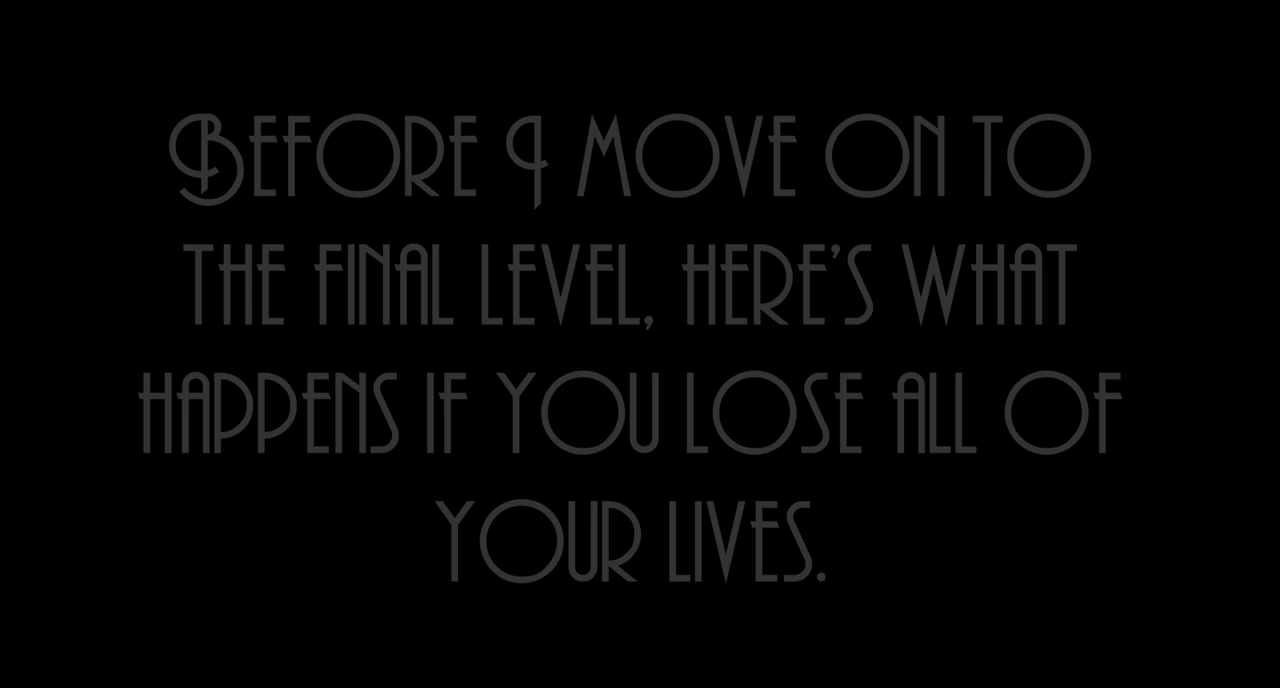 Before I move on to
the final level, here's what
happens if you lose all of
your lives.